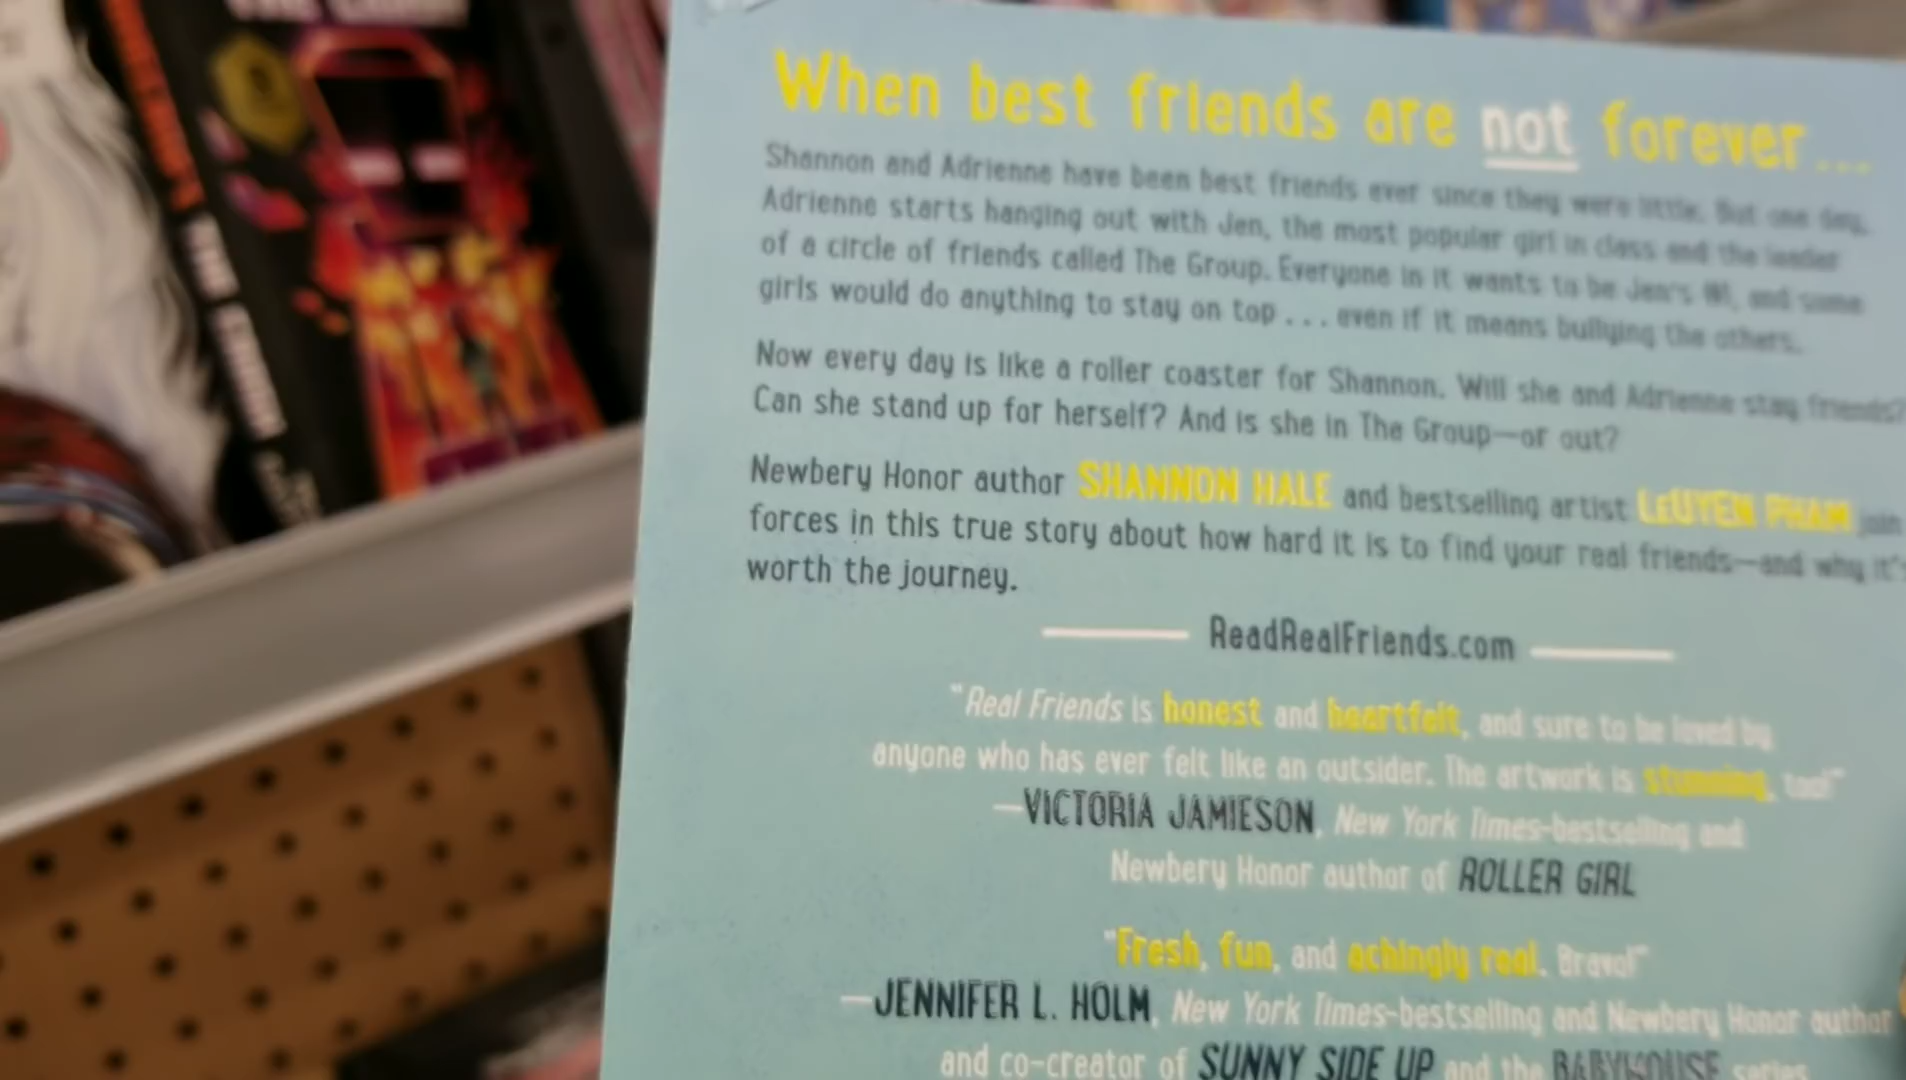 When best friends are not forever...
Shannon and Adrienne have been best friends ever since they were little. But one day,
Adrienne starts hanging out with Jen, the most popular girl in class and the leader
of a circle of friends called The Group. Everyone in it wants to be Jen's #1, and some
girls would do anything to stay on top . . . even if it means bullying the others.
Now every day is like a roller coaster for Shannon. Will she and Adrienne stay friends?
Can she stand up for herself? And is she in The Group—or out?
Newbery Honor author SHANNON HALE and bestselling artist LEUYEN PHAM join
forces in this true story about how hard it is to find your real friends—and why it's
worth the journey.
ReadRealFriends.com
"Real Friends is honest and heartfelt, and sure to be loved by
anyone who has ever felt like an outsider. The artwork is stunning, too!"
—VICTORIA JAMIESON, New York Times-bestselling and
Newbery Honor author of ROLLER GIRL
"Fresh, fun, and achingly real. Brava!"
—JENNIFER L. HOLM, New York Times-bestselling and Newbery Honor author
and co-creator of SUNNY SIDE UP and the BABYMOUSE series